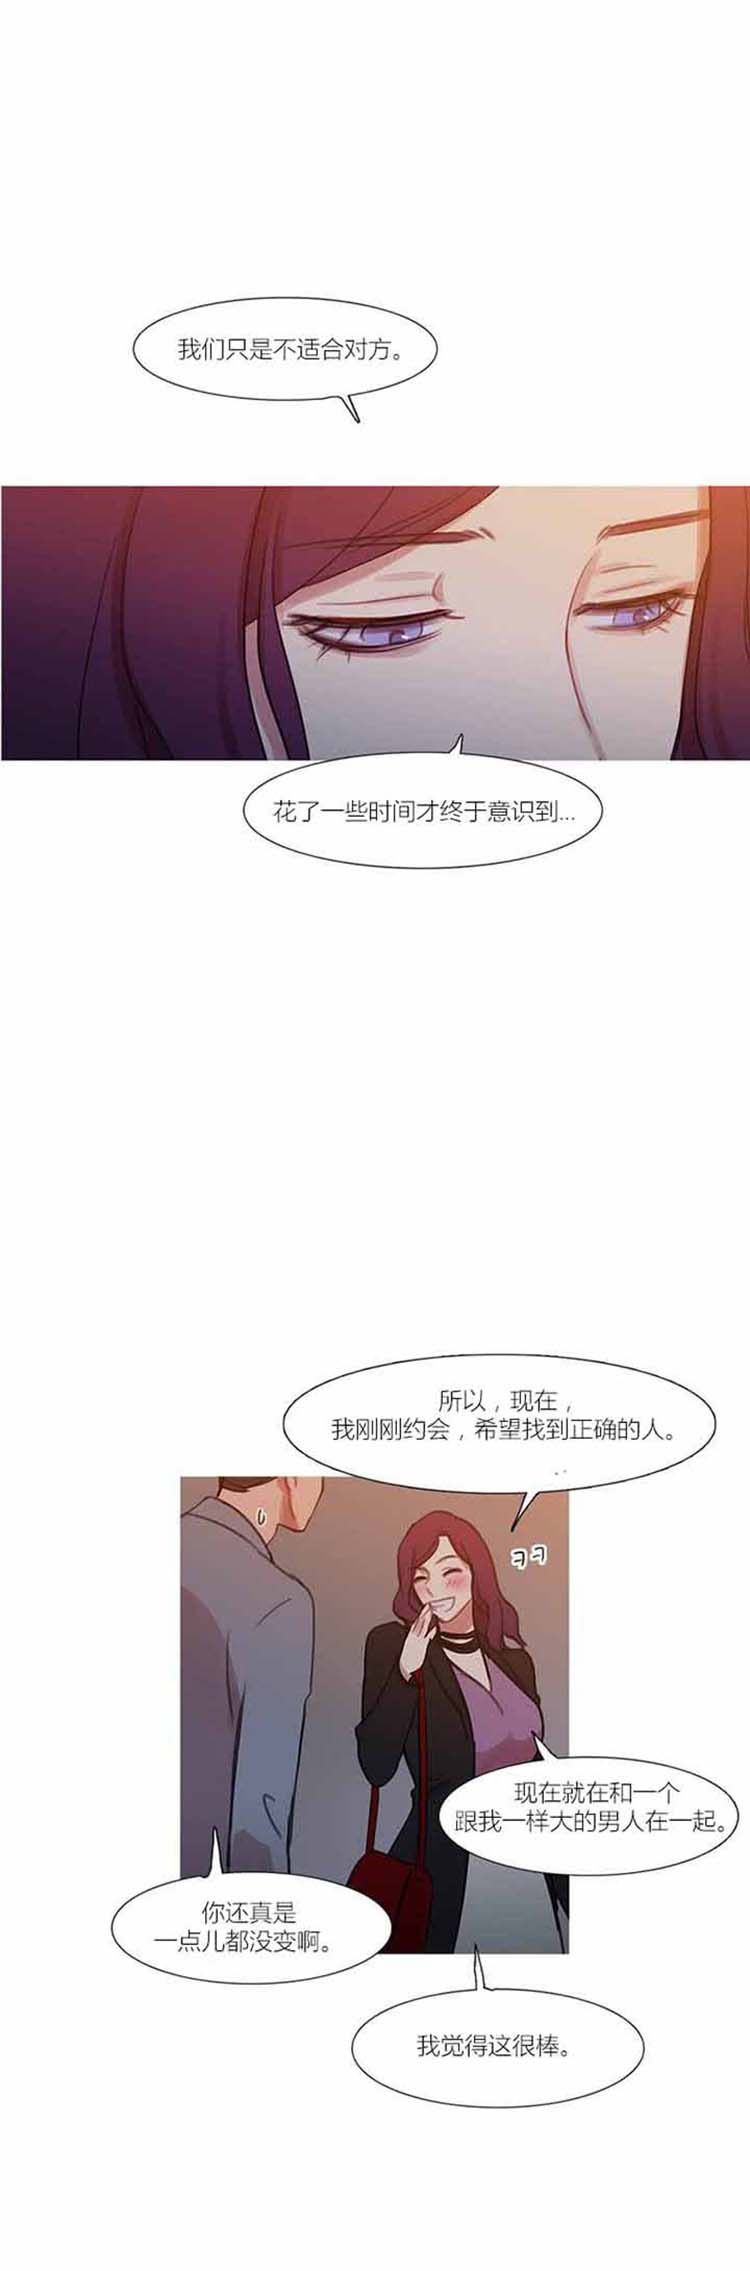 我们只是不适合对方。
花了一些时间才终于意识到...
所以，现在，
我刚刚约会，希望找到正确的人。
ㅋㅋ
现在就在和一个
跟我一样大的男人在一起。
你还真是
一点儿都没变啊。
我觉得这很棒。